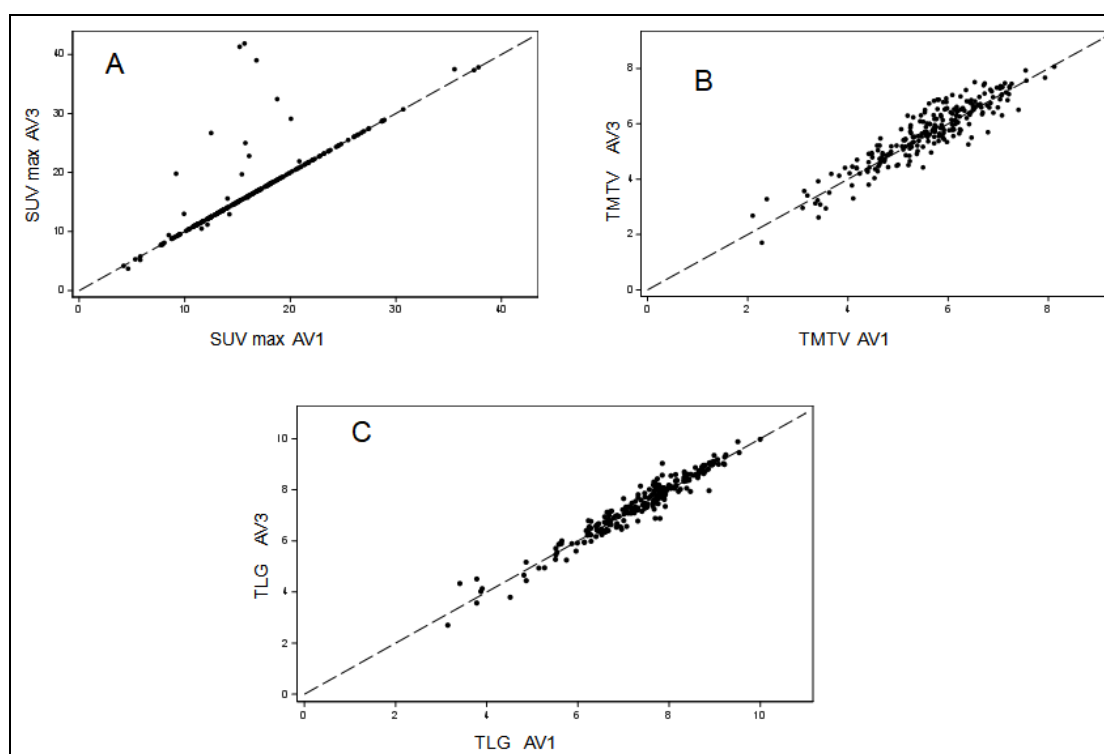 A
SUV max AV3
40
30
20
10
0
0 10 20 30 40
SUV max AV1
B
TMTV AV3
8
6
4
2
0
0 2 4 6 8
TMTV AV1
C
TLG AV3
10
8
6
4
2
0
0 2 4 6 8 10
TLG AV1